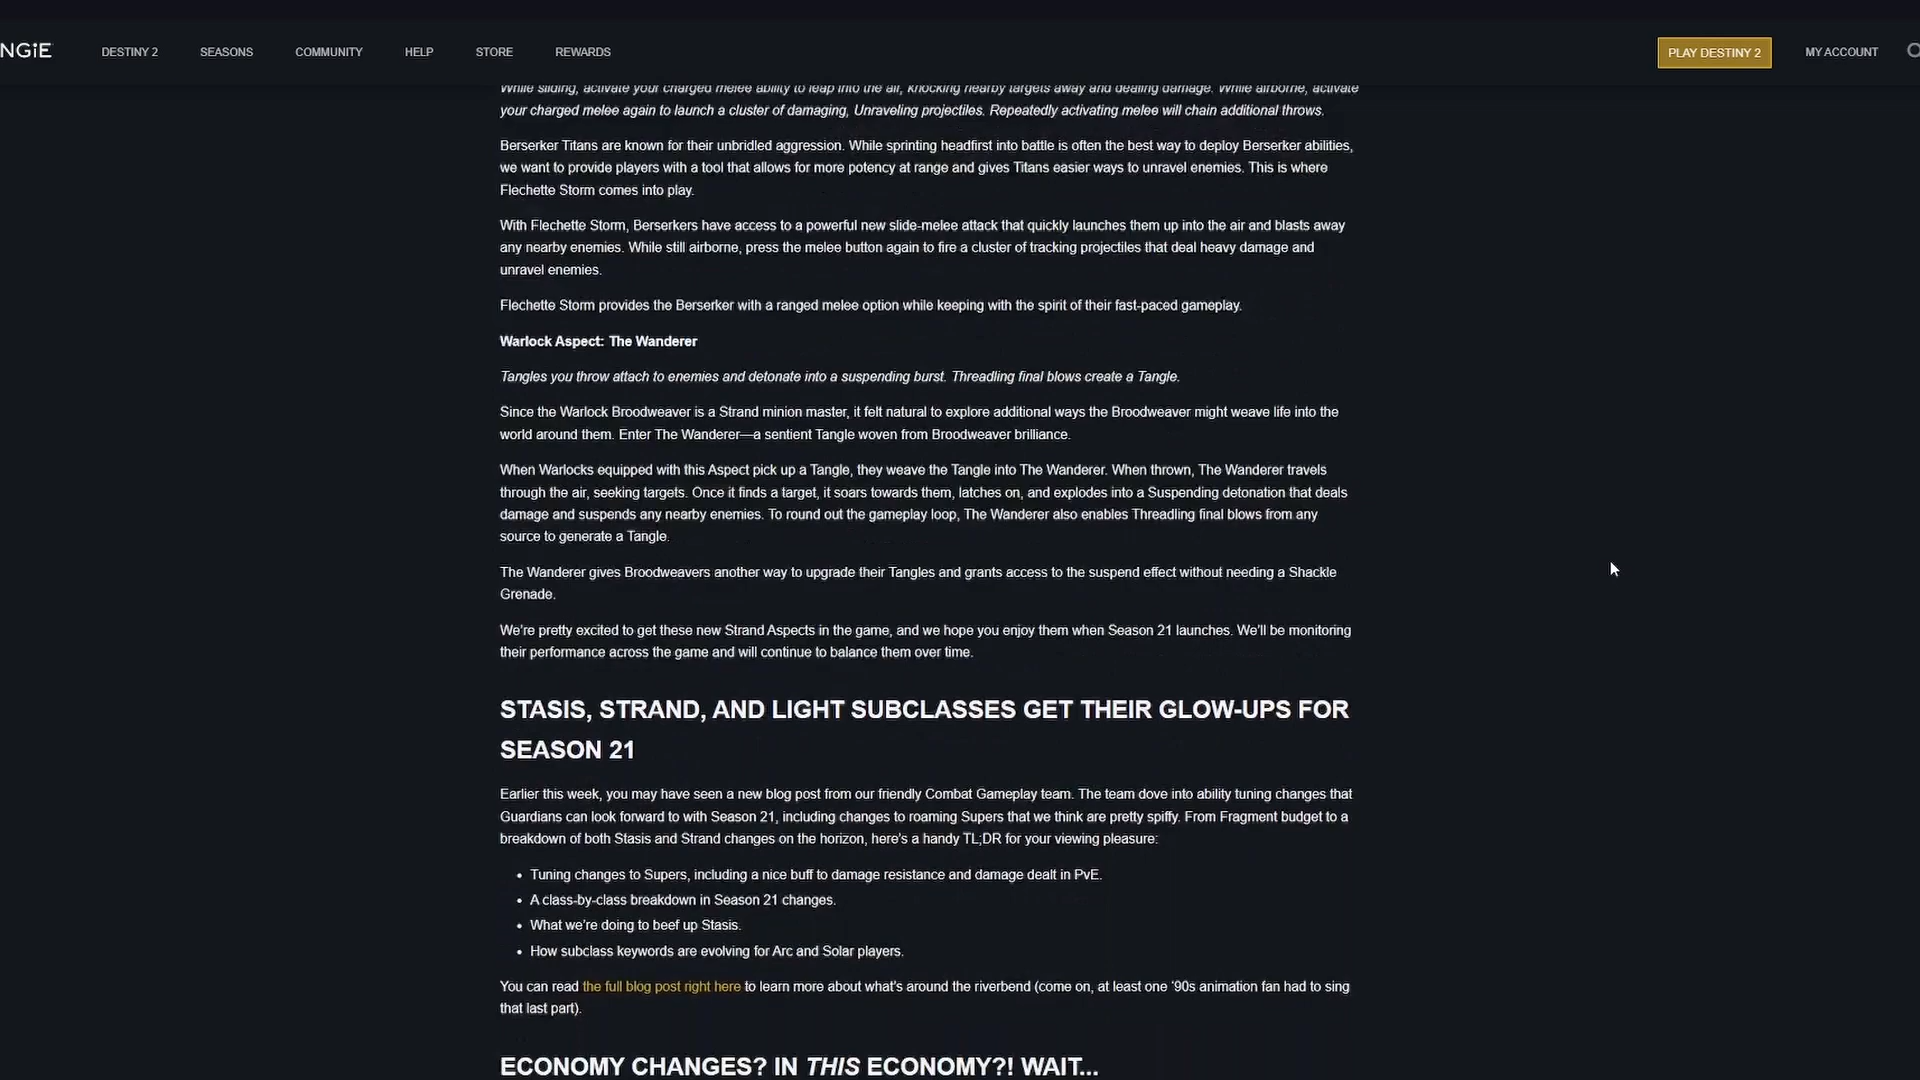 NGiE
DESTINY 2
SEASONS
COMMUNITY
HELP
STORE
REWARDS
PLAY DESTINY 2
MY ACCOUNT
While sliding, activate your charged melee ability to leap into the air, knocking nearby targets away and dealing damage. While airborne, activate
your charged melee again to launch a cluster of damaging, Unraveling projectiles. Repeatedly activating melee will chain additional throws.
Berserker Titans are known for their unbridled aggression. While sprinting headfirst into battle is often the best way to deploy Berserker abilities,
we want to provide players with a tool that allows for more potency at range and gives Titans easier ways to unravel enemies. This is where
Flechette Storm comes into play.
With Flechette Storm, Berserkers have access to a powerful new slide-melee attack that quickly launches them up into the air and blasts away
any nearby enemies. While still airborne, press the melee button again to fire a cluster of tracking projectiles that deal heavy damage and
unravel enemies.
Flechette Storm provides the Berserker with a ranged melee option while keeping with the spirit of their fast-paced gameplay.
Warlock Aspect: The Wanderer
Tangles you throw attach to enemies and detonate into a suspending burst. Threadling final blows create a Tangle.
Since the Warlock Broodweaver is a Strand minion master, it felt natural to explore additional ways the Broodweaver might weave life into the
world around them. Enter The Wanderer—a sentient Tangle woven from Broodweaver brilliance.
When Warlocks equipped with this Aspect pick up a Tangle, they weave the Tangle into The Wanderer. When thrown, The Wanderer travels
through the air, seeking targets. Once it finds a target, it soars towards them, latches on, and explodes into a Suspending detonation that deals
damage and suspends any nearby enemies. To round out the gameplay loop, The Wanderer also enables Threadling final blows from any
source to generate a Tangle.
The Wanderer gives Broodweavers another way to upgrade their Tangles and grants access to the suspend effect without needing a Shackle
Grenade.
We're pretty excited to get these new Strand Aspects in the game, and we hope you enjoy them when Season 21 launches. We'll be monitoring
their performance across the game and will continue to balance them over time.
STASIS, STRAND, AND LIGHT SUBCLASSES GET THEIR GLOW-UPS FOR
SEASON 21
Earlier this week, you may have seen a new blog post from our friendly Combat Gameplay team. The team dove into ability tuning changes that
Guardians can look forward to with Season 21, including changes to roaming Supers that we think are pretty spiffy. From Fragment budget to a
breakdown of both Stasis and Strand changes on the horizon, here's a handy TL;DR for your viewing pleasure:
• Tuning changes to Supers, including a nice buff to damage resistance and damage dealt in PvE.
• A class-by-class breakdown in Season 21 changes.
• What we're doing to beef up Stasis.
• How subclass keywords are evolving for Arc and Solar players.
You can read the full blog post right here to learn more about what's around the riverbend (come on, at least one '90s animation fan had to sing
that last part).
ECONOMY CHANGES? IN THIS ECONOMY?! WAIT...